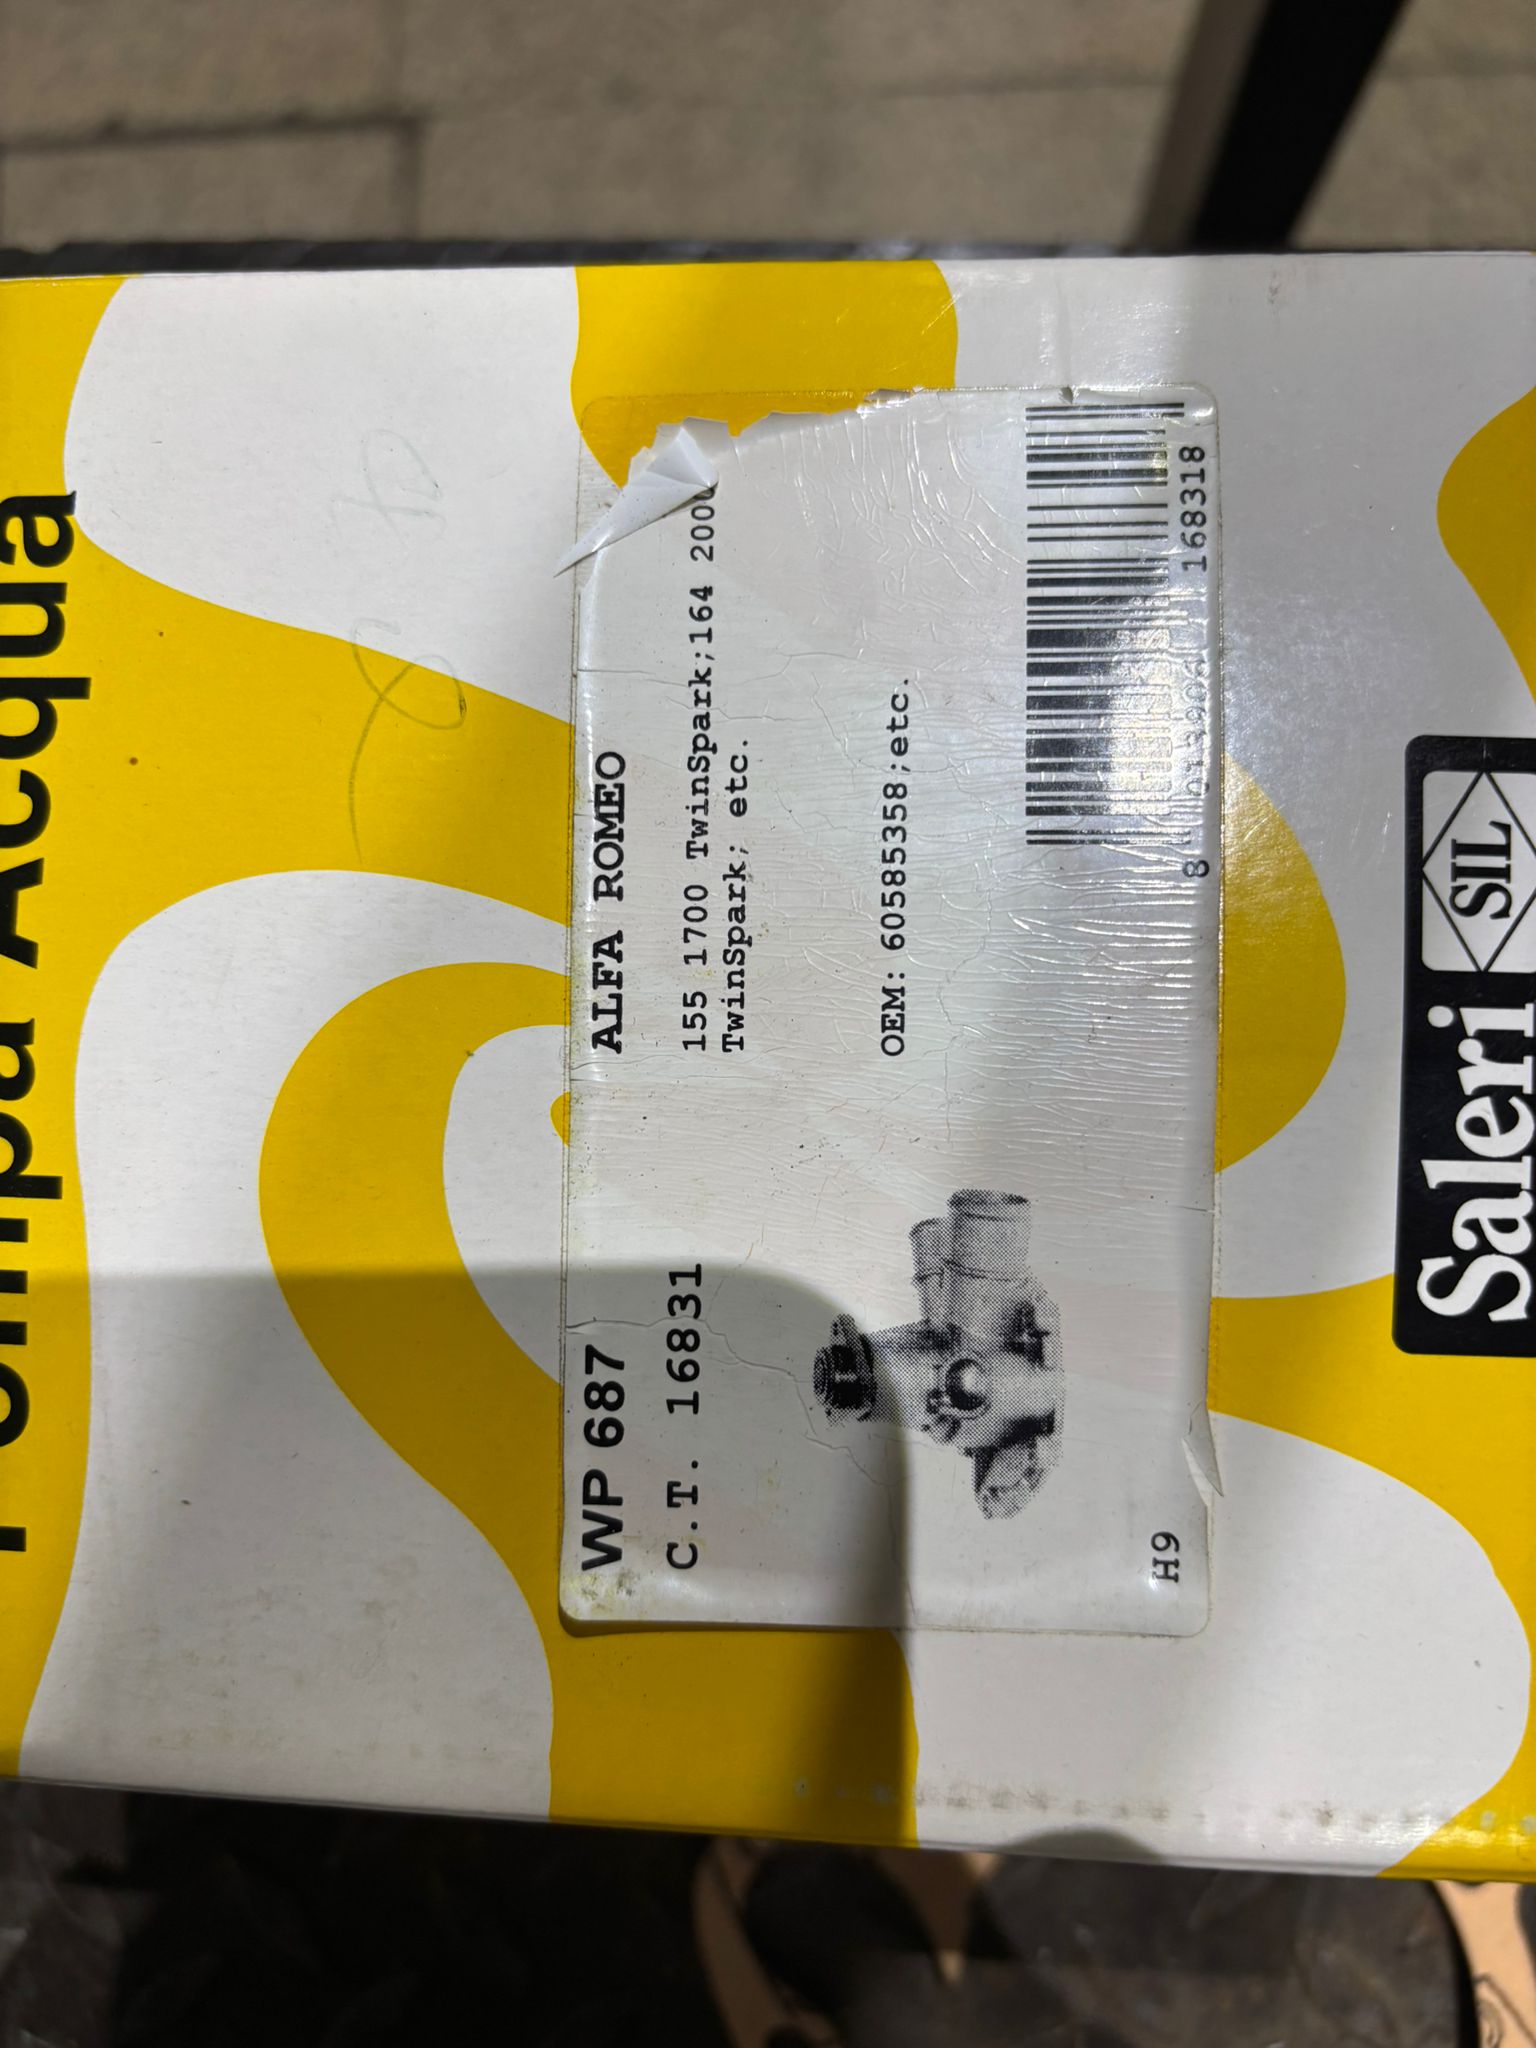 Pompa Acqua
WP 687
C.T. 16831
ALFA ROMEO
155 1700 TwinSpark;164 2000
TwinSpark; etc.
OEM: 60585358;etc.
H9
168318
Saleri SIL